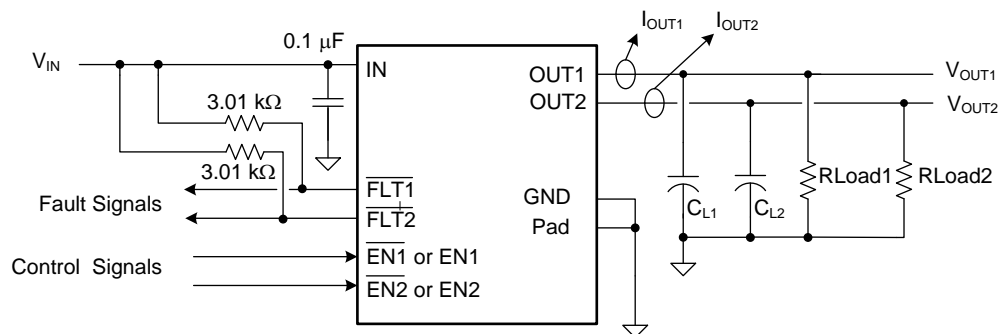 I_OUT1
I_OUT2
0.1 μF
V_IN
IN
OUT1
V_OUT1
OUT2
V_OUT2
3.01 kΩ
3.01 kΩ
Fault Signals
FLT1
FLT2
GND
Pad
C_L1
C_L2
RLoad1
RLoad2
Control Signals
EN1 or EN1
EN2 or EN2